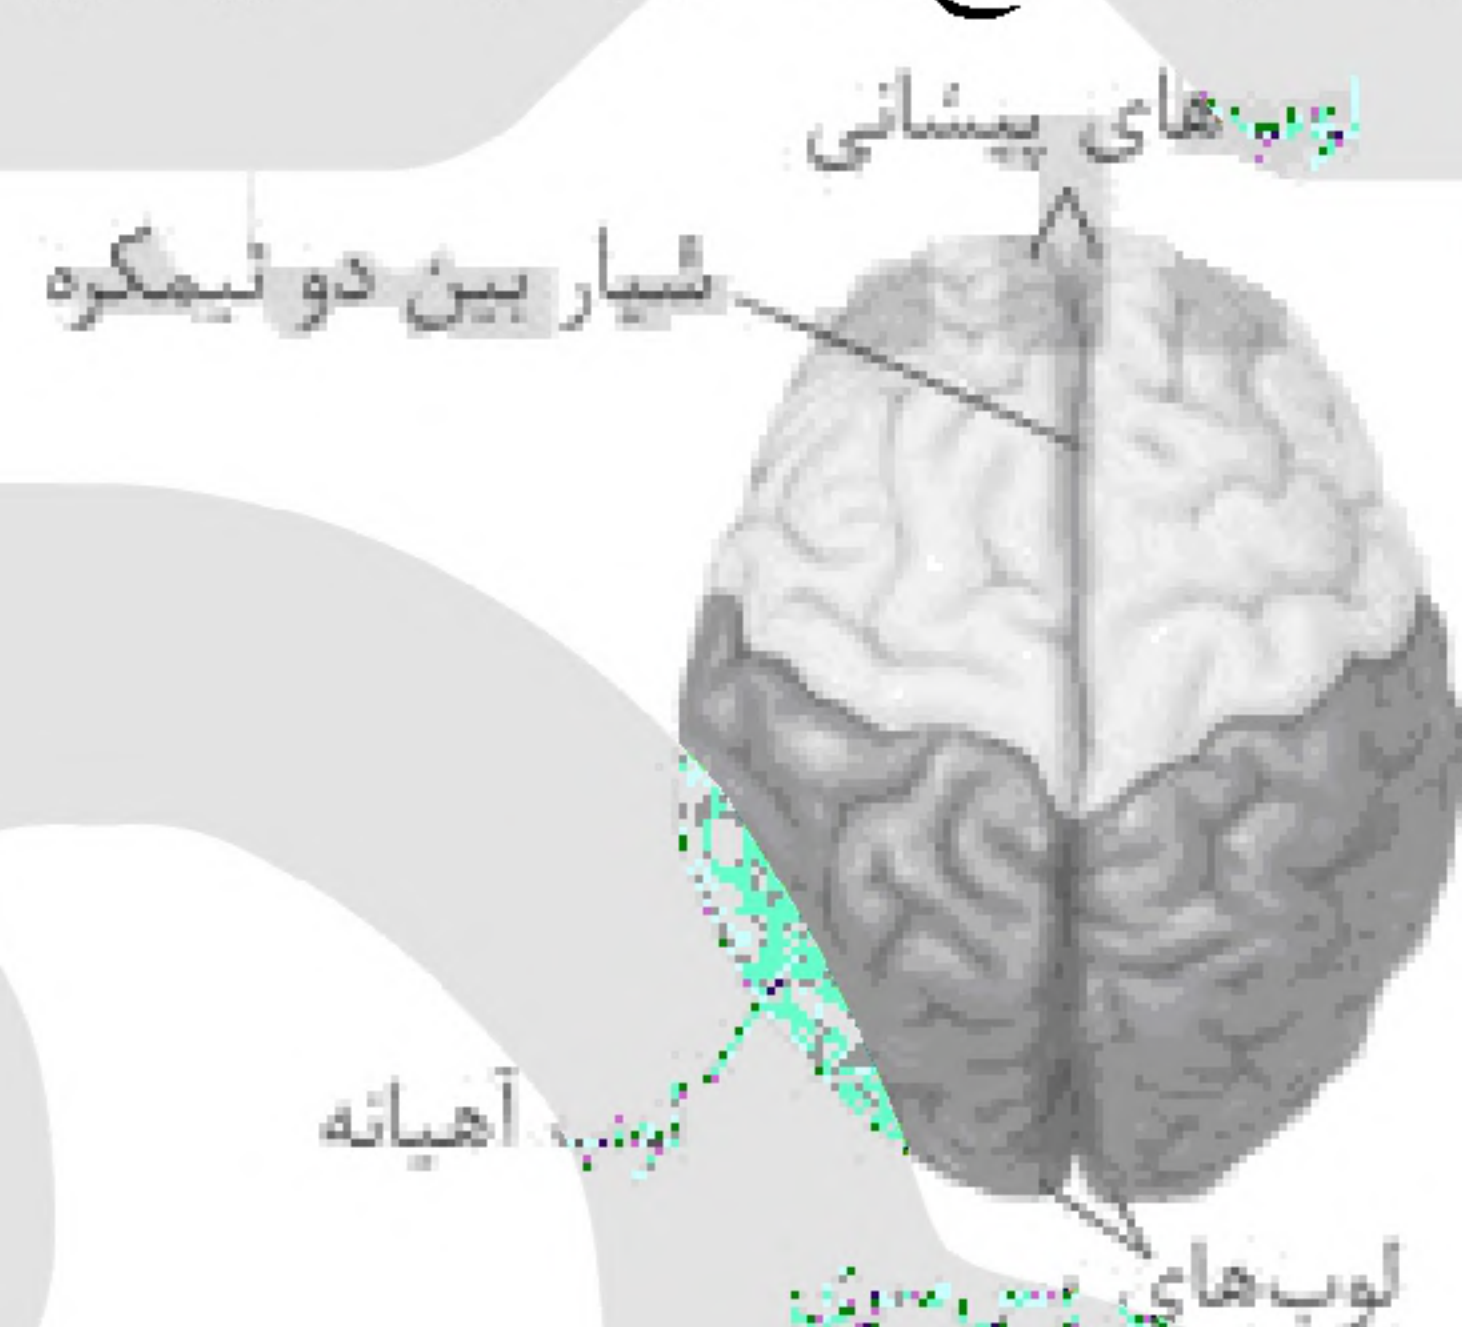 لوب‌های پیشانی
شیار بین دو نیمکره
لوب آهیانه
لوب‌های